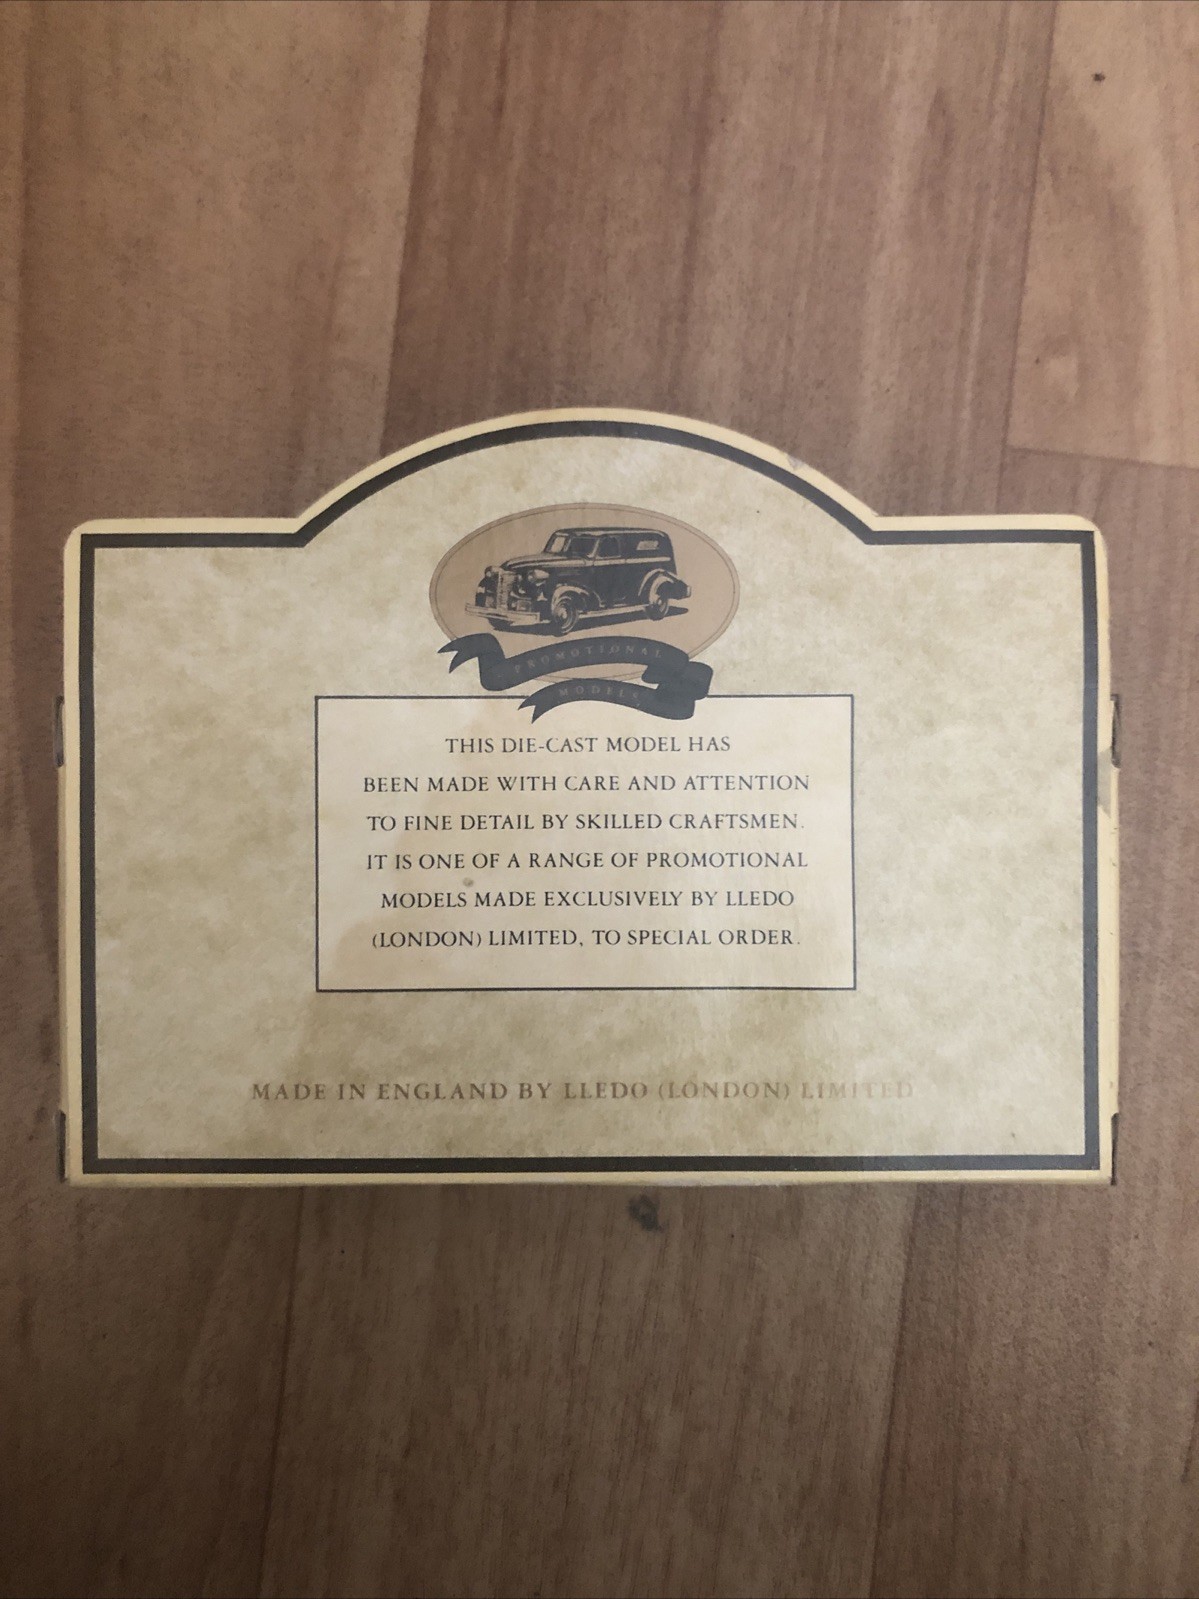 PROMOTIONAL
MODELS
THIS DIE-CAST MODEL HAS
BEEN MADE WITH CARE AND ATTENTION
TO FINE DETAIL BY SKILLED CRAFTSMEN.
IT IS ONE OF A RANGE OF PROMOTIONAL
MODELS MADE EXCLUSIVELY BY LLEDO
(LONDON) LIMITED, TO SPECIAL ORDER.
MADE IN ENGLAND BY LLEDO (LONDON) LIMITED